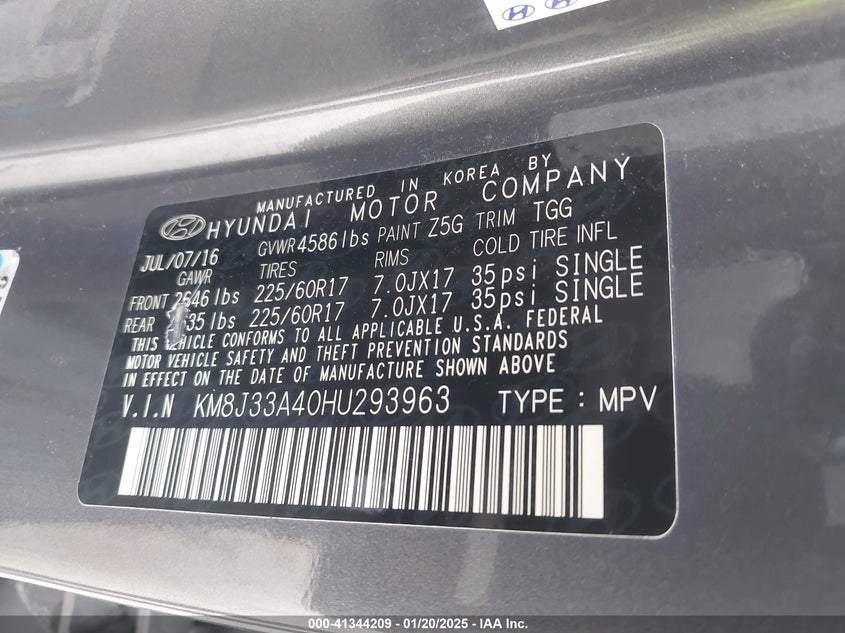 MANUFACTURED IN KOREA BY
HYUNDAI MOTOR COMPANY
JUL/07/16 GVWR 4586 lbs PAINT Z5G TRIM TGG
GAWR TIRES RIMS COLD TIRE INFL
FRONT 2646 lbs 225/60R17 7.0JX17 35psi SINGLE
REAR 635 lbs 225/60R17 7.0JX17 35psi SINGLE
THIS VEHICLE CONFORMS TO ALL APPLICABLE U.S.A. FEDERAL
MOTOR VEHICLE SAFETY AND THEFT PREVENTION STANDARDS
IN EFFECT ON THE DATE OF MANUFACTURE SHOWN ABOVE
V.I.N KM8J33A40HU293963 TYPE : MPV
000-41344209 - 01/20/2025 - IAA Inc.